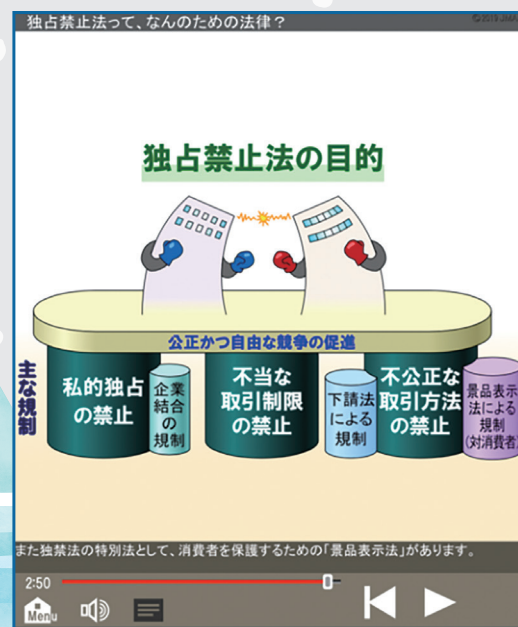 独占禁止法って、なんのための法律？
©2019 JMA
独占禁止法の目的
公正かつ自由な競争の促進
主な規制
私的独占
の禁止
企業
結合
の
規制
不当な
取引制限
の禁止
下請法
による
規制
不公正な
取引方法
の禁止
景品表示
法による
規制
(対消費者)
また独禁法の特別法として、消費者を保護するための「景品表示法」があります。
2:50
Menu